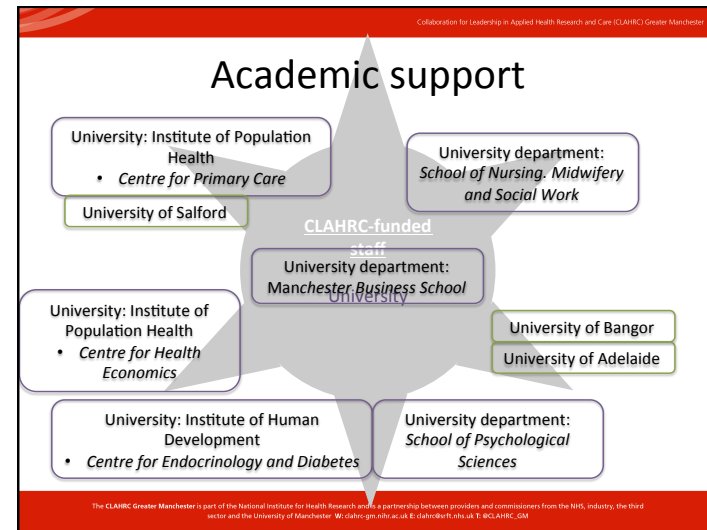 Collaboration for Leadership in Applied Health Research and Care (CLAHRC) Greater Manchester
Academic support
University: Institute of Population
Health
• Centre for Primary Care
University department:
School of Nursing. Midwifery
and Social Work
University of Salford
CLAHRC-funded
staff
University department:
Manchester Business School
University
University: Institute of
Population Health
• Centre for Health
Economics
University of Bangor
University of Adelaide
University: Institute of Human
Development
• Centre for Endocrinology and Diabetes
University department:
School of Psychological
Sciences
The CLAHRC Greater Manchester is part of the National Institute for Health Research and is a partnership between providers and commissioners from the NHS, industry, the third
sector and the University of Manchester W: clahrc-gm.nihr.ac.uk E: clahrc@srft.nhs.uk T: @CLAHRC_GM